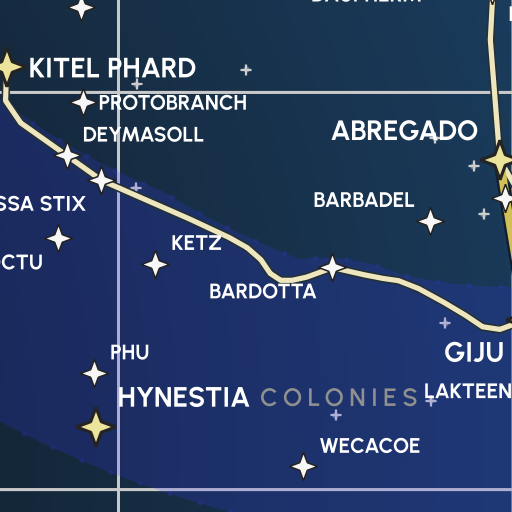 KITEL PHARD
PROTOBRANCH
DEYMASOLL
ABREGADO
BARBADEL
SSA STIX
KETZ
CTU
BARDOTTA
PHU
GIJU
LAKTEEN
HYNESTIA COLONIES
WECACOE